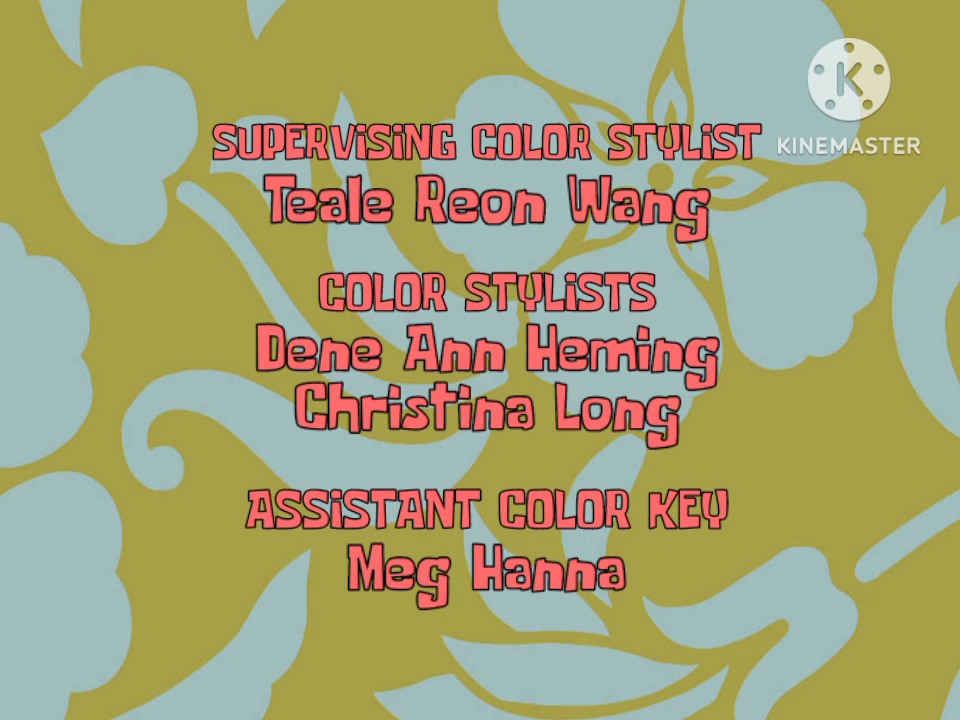 SUPERVISING COLOR STYLIST
Teale Reon Wang
COLOR STYLISTS
Dene Ann Heming
Christina Long
ASSISTANT COLOR KEY
Meg Hanna
K
KINEMASTER